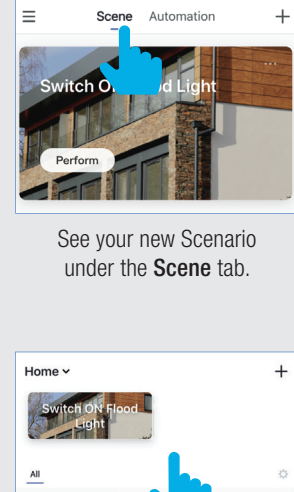 Scene Automation
Switch ON Flood Light
Perform
See your new Scenario
under the Scene tab.
Home
Switch ON Flood
Light
All